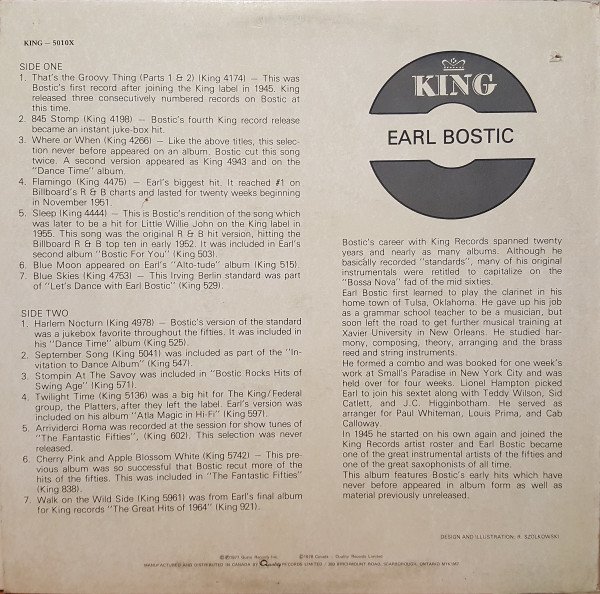 KING – 5010X
SIDE ONE
1. That's the Groovy Thing (Parts 1 & 2) (King 4174) – This was
Bostic's first record after joining the King label in 1945. King
released three consecutively numbered records on Bostic at
this time.
2. 845 Stomp (King 4198) – Bostic's fourth King record release
became an instant juke-box hit.
3. Where or When (King 4266) – Like the above titles, this selec-
tion never before appeared on an album. Bostic cut this song
twice. A second version appeared as King 4943 and on the
"Dance Time" album.
4. Flamingo (King 4475) – Earl's biggest hit. It reached #1 on
Billboard's R & B charts and lasted for twenty weeks beginning
in November 1951.
5. Sleep (King 4444) – This is Bostic's rendition of the song which
was later to be a hit for Little Willie John on the King label in
1955. This song was the original R & B hit version, hitting the
Billboard R & B top ten in early 1952. It was included in Earl's
second album "Bostic For You" (King 503).
6. Blue Moon appeared on Earl's "Alto-tude" album (King 515).
7. Blue Skies (King 4753) – This Irving Berlin standard was part
of "Let's Dance with Earl Bostic" (King 529).
SIDE TWO
1. Harlem Nocturn (King 4978) – Bostic's version of the standard
was a jukebox favorite throughout the fifties. It was included in
his "Dance Time" album (King 525).
2. September Song (King 5041) was included as part of the "In-
vitation to Dance Album" (King 547).
3. Stompin At The Savoy was included in "Bostic Rocks Hits of
Swing Age" (King 571).
4. Twilight Time (King 5136) was a big hit for The King/Federal
group, the Platters, after they left the label. Earl's version was
included on his album "Atla Magic in Hi-Fi" (King 597).
5. Arrividerci Roma was recorded at the session for show tunes of
"The Fantastic Fifties", (King 602). This selection was never
released.
6. Cherry Pink and Apple Blossom White (King 5742) – This pre-
vious album was so successful that Bostic recut more of the
hits of the fifties. This was included in "The Fantastic Fifties"
(King 838).
7. Walk on the Wild Side (King 5961) was from Earl's final album
for King records "The Great Hits of 1964" (King 921).
KING
EARL BOSTIC
Bostic's career with King Records spanned twenty
years and nearly as many albums. Although he
basically recorded "standards", many of his original
instrumentals were retitled to capitalize on the
"Bossa Nova" fad of the mid sixties.
Earl Bostic first learned to play the clarinet in his
home town of Tulsa, Oklahoma. He gave up his job
as a grammar school teacher to be a musician, but
soon left the road to get further musical training at
Xavier University in New Orleans. He studied har-
mony, composing, theory, arranging and the brass
reed and string instruments.
He formed a combo and was booked for one week's
work at Small's Paradise in New York City and was
held over for four weeks. Lionel Hampton picked
Earl to join his sextet along with Teddy Wilson, Sid
Catlett, and J.C. Higginbotham. He served as
arranger for Paul Whiteman, Louis Prima, and Cab
Calloway.
In 1945 he started on his own again and joined the
King Records artist roster and Earl Bostic became
one of the great instrumental artists of the fifties and
one of the great saxophonists of all time.
This album features Bostic's early hits which have
never before appeared in album form as well as
material previously unreleased.
DESIGN AND ILLUSTRATION: R. SZOLKOWSKI
©℗1977 Gusto Records Inc. ©1978 Canada - Quality Records Limited
MANUFACTURED AND DISTRIBUTED IN CANADA BY Quality RECORDS LIMITED / 380 BIRCHMOUNT ROAD, SCARBOROUGH, ONTARIO M1K 1M7